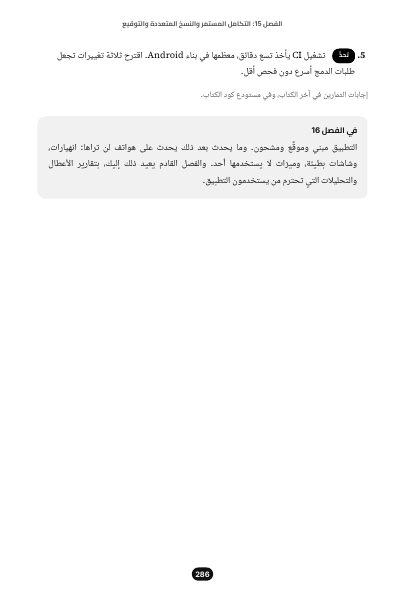 الفصل 15: التكامل المستمر والنسخ المتعددة والتوقيع
5. تحدٍّ تشغيل CI يأخذ تسع دقائق، معظمها في بناء Android. اقترح ثلاثة تغييرات تجعل
طلبات الدمج أسرع دون فحص أقل.
إجابات التمارين في آخر الكتاب، وفي مستودع كود الكتاب.
في الفصل 16
التطبيق مبني وموقَّع ومشحون. وما يحدث بعد ذلك يحدث على هواتف لن تراها: انهيارات،
وشاشات بطيئة، وميزات لا يستخدمها أحد. والفصل القادم يعيد ذلك إليك، بتقارير الأعطال
والتحليلات التي تحترم من يستخدمون التطبيق.
286